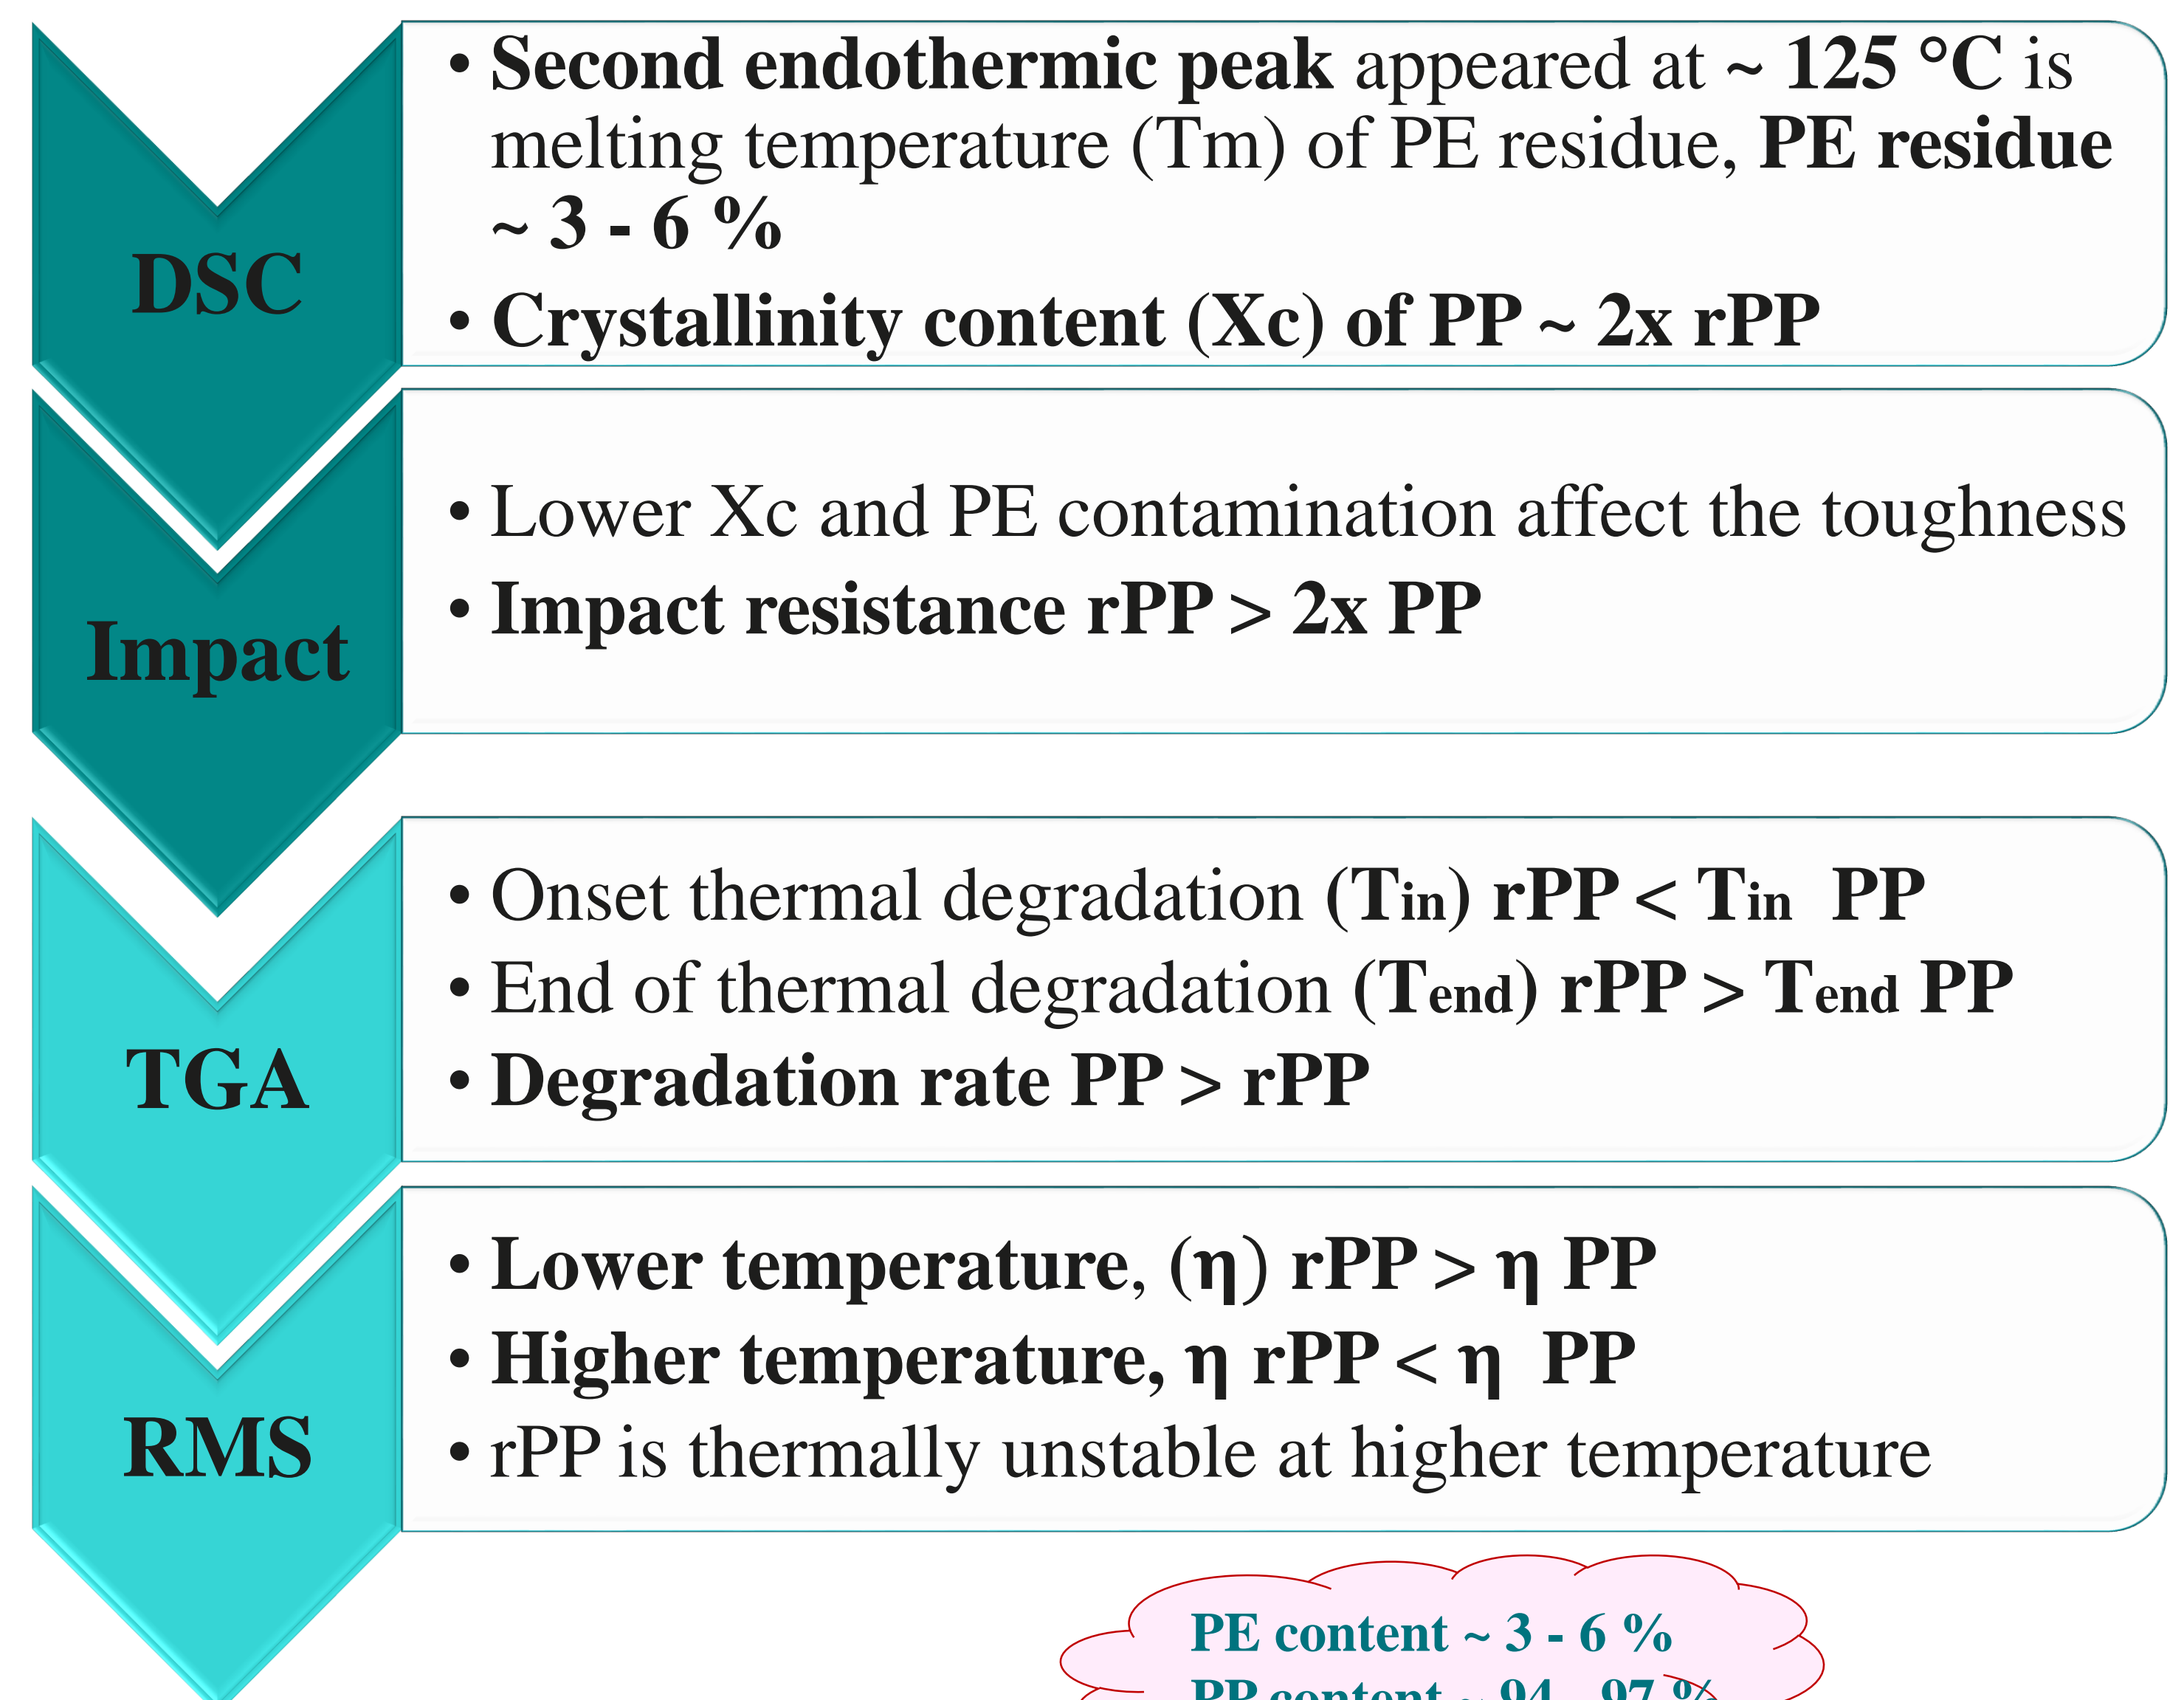 • Second endothermic peak appeared at ~ 125 °C is
melting temperature (Tm) of PE residue, PE residue
~ 3 - 6 %
DSC
• Crystallinity content (Xc) of PP ~ 2x rPP
• Lower Xc and PE contamination affect the toughness
• Impact resistance rPP > 2x PP
Impact
• Onset thermal degradation (Tin) rPP < Tin PP
• End of thermal degradation (Tend) rPP > Tend PP
TGA
• Degradation rate PP > rPP
• Lower temperature, (η) rPP > η PP
• Higher temperature, η rPP < η PP
RMS
• rPP is thermally unstable at higher temperature
PE content ~ 3 - 6 %
PP content ~ 94 - 97 %